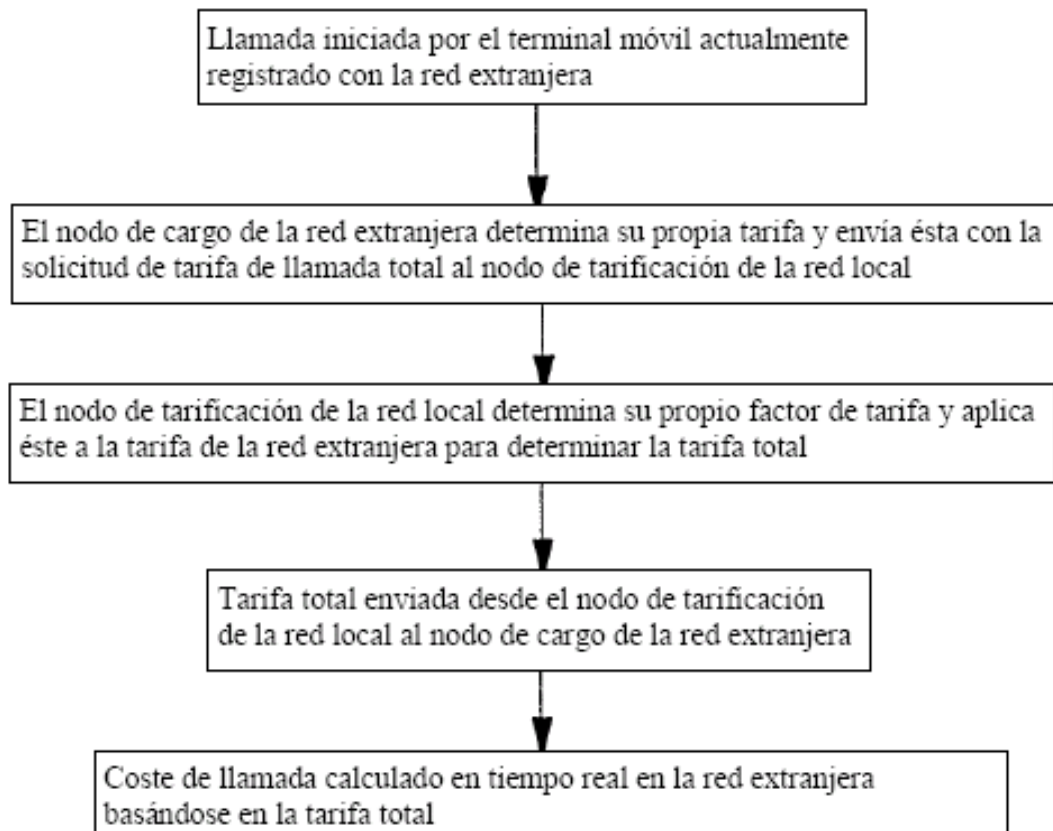 Llamada iniciada por el terminal móvil actualmente
registrado con la red extranjera
El nodo de cargo de la red extranjera determina su propia tarifa y envía ésta con la
solicitud de tarifa de llamada total al nodo de tarificación de la red local
El nodo de tarificación de la red local determina su propio factor de tarifa y aplica
éste a la tarifa de la red extranjera para determinar la tarifa total
Tarifa total enviada desde el nodo de tarificación
de la red local al nodo de cargo de la red extranjera
Coste de llamada calculado en tiempo real en la red extranjera
basándose en la tarifa total